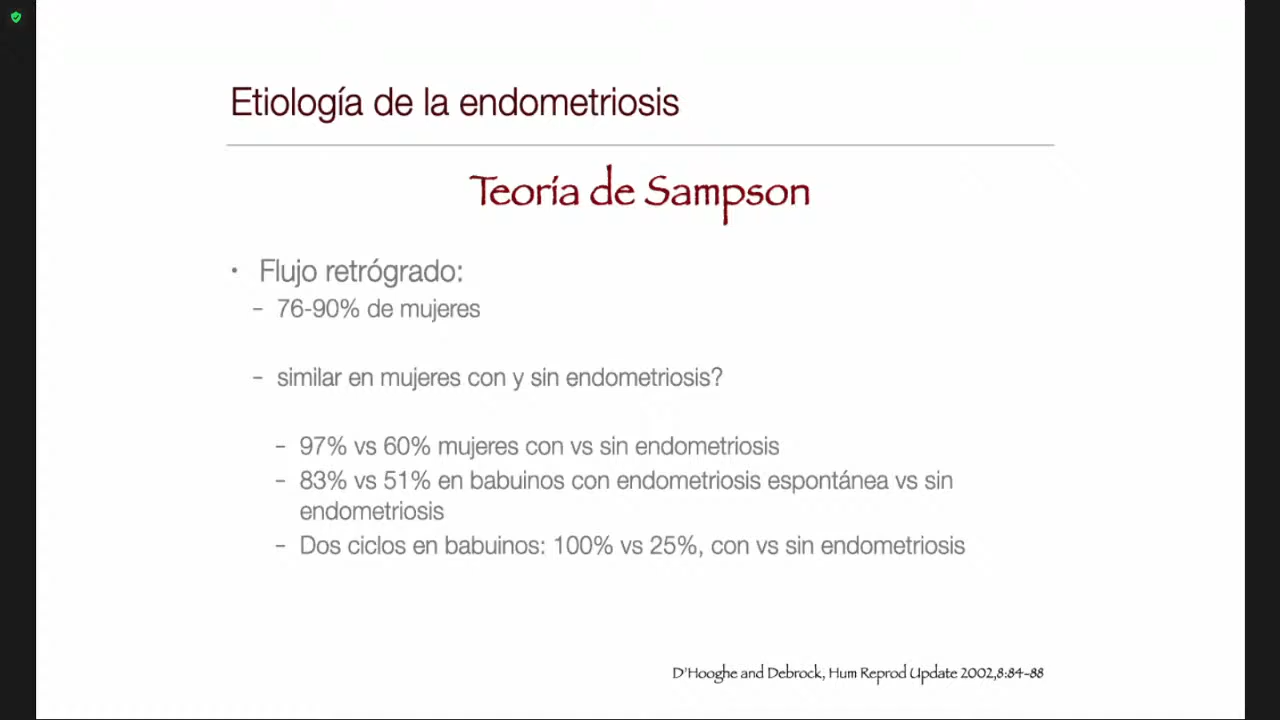 Etiología de la endometriosis
Teoría de Sampson
• Flujo retrógrado:
– 76-90% de mujeres
– similar en mujeres con y sin endometriosis?
– 97% vs 60% mujeres con vs sin endometriosis
– 83% vs 51% en babuinos con endometriosis espontánea vs sin
endometriosis
– Dos ciclos en babuinos: 100% vs 25%, con vs sin endometriosis
D'Hooghe and Debrock, Hum Reprod Update 2002,8:84-88